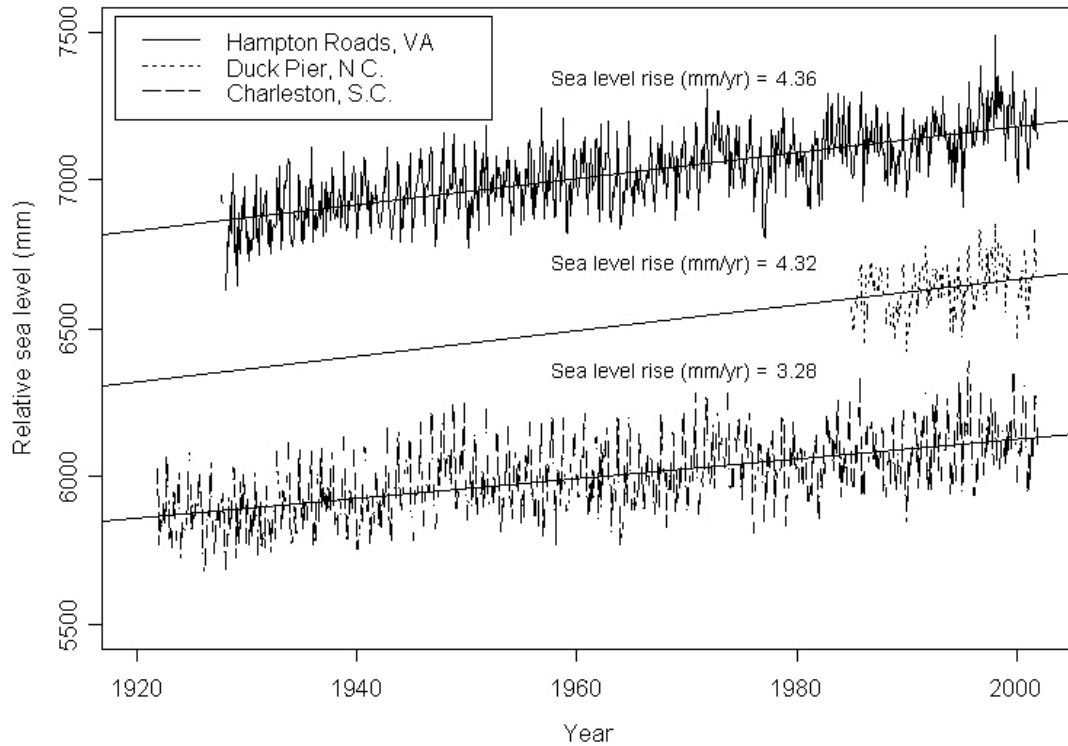 7500
Hampton Roads, VA
Duck Pier, N.C.
Charleston, S.C.
Sea level rise (mm/yr) = 4.36
7000
Sea level rise (mm/yr) = 4.32
6500
Sea level rise (mm/yr) = 3.28
6000
5500
Relative sea level (mm)
1920 1940 1960 1980 2000
Year